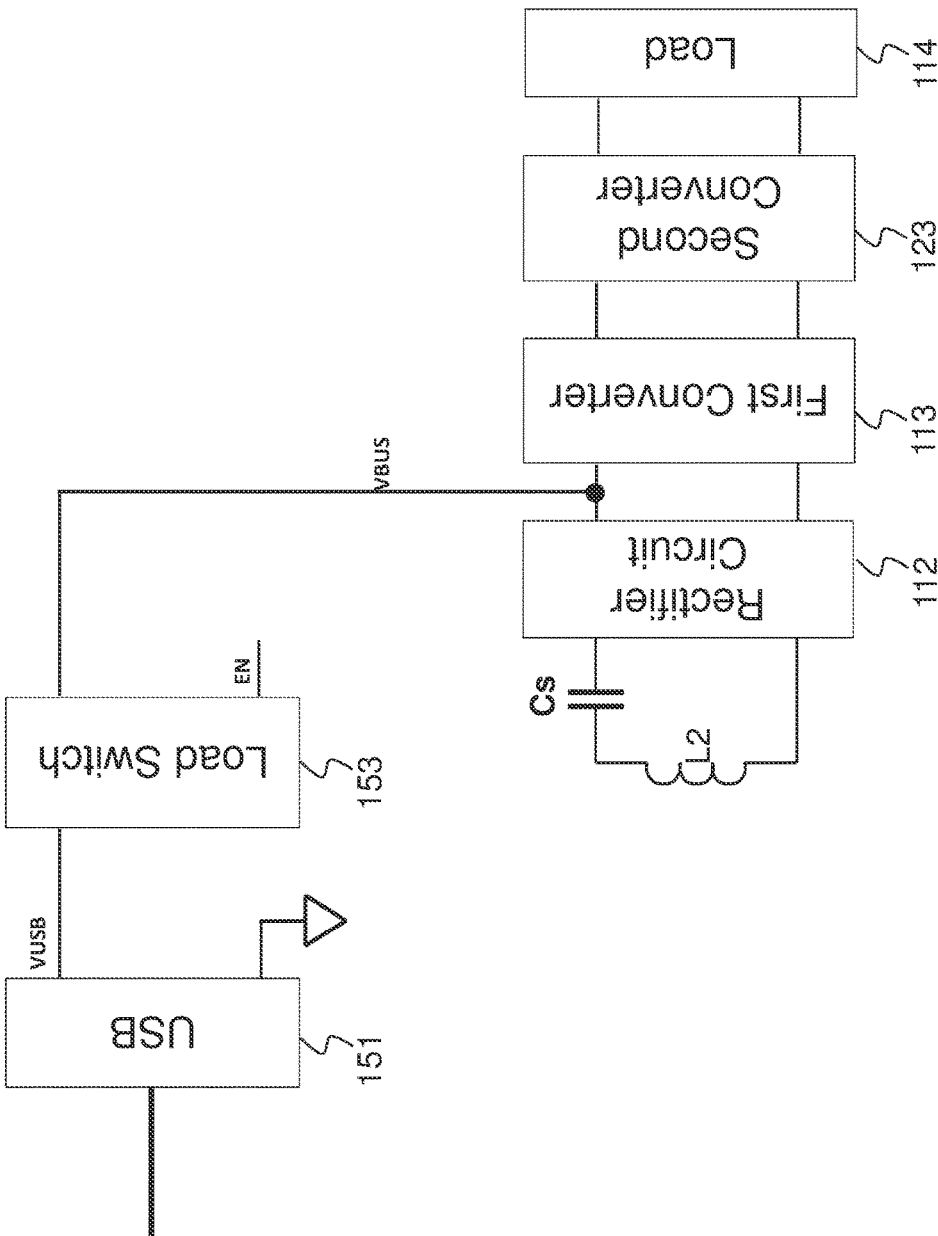 Load
114
Second
Converter
123
First Converter
113
VBUS
Rectifier
Circuit
112
EN
Cs
L2
Load Switch
153
VUSB
USB
151